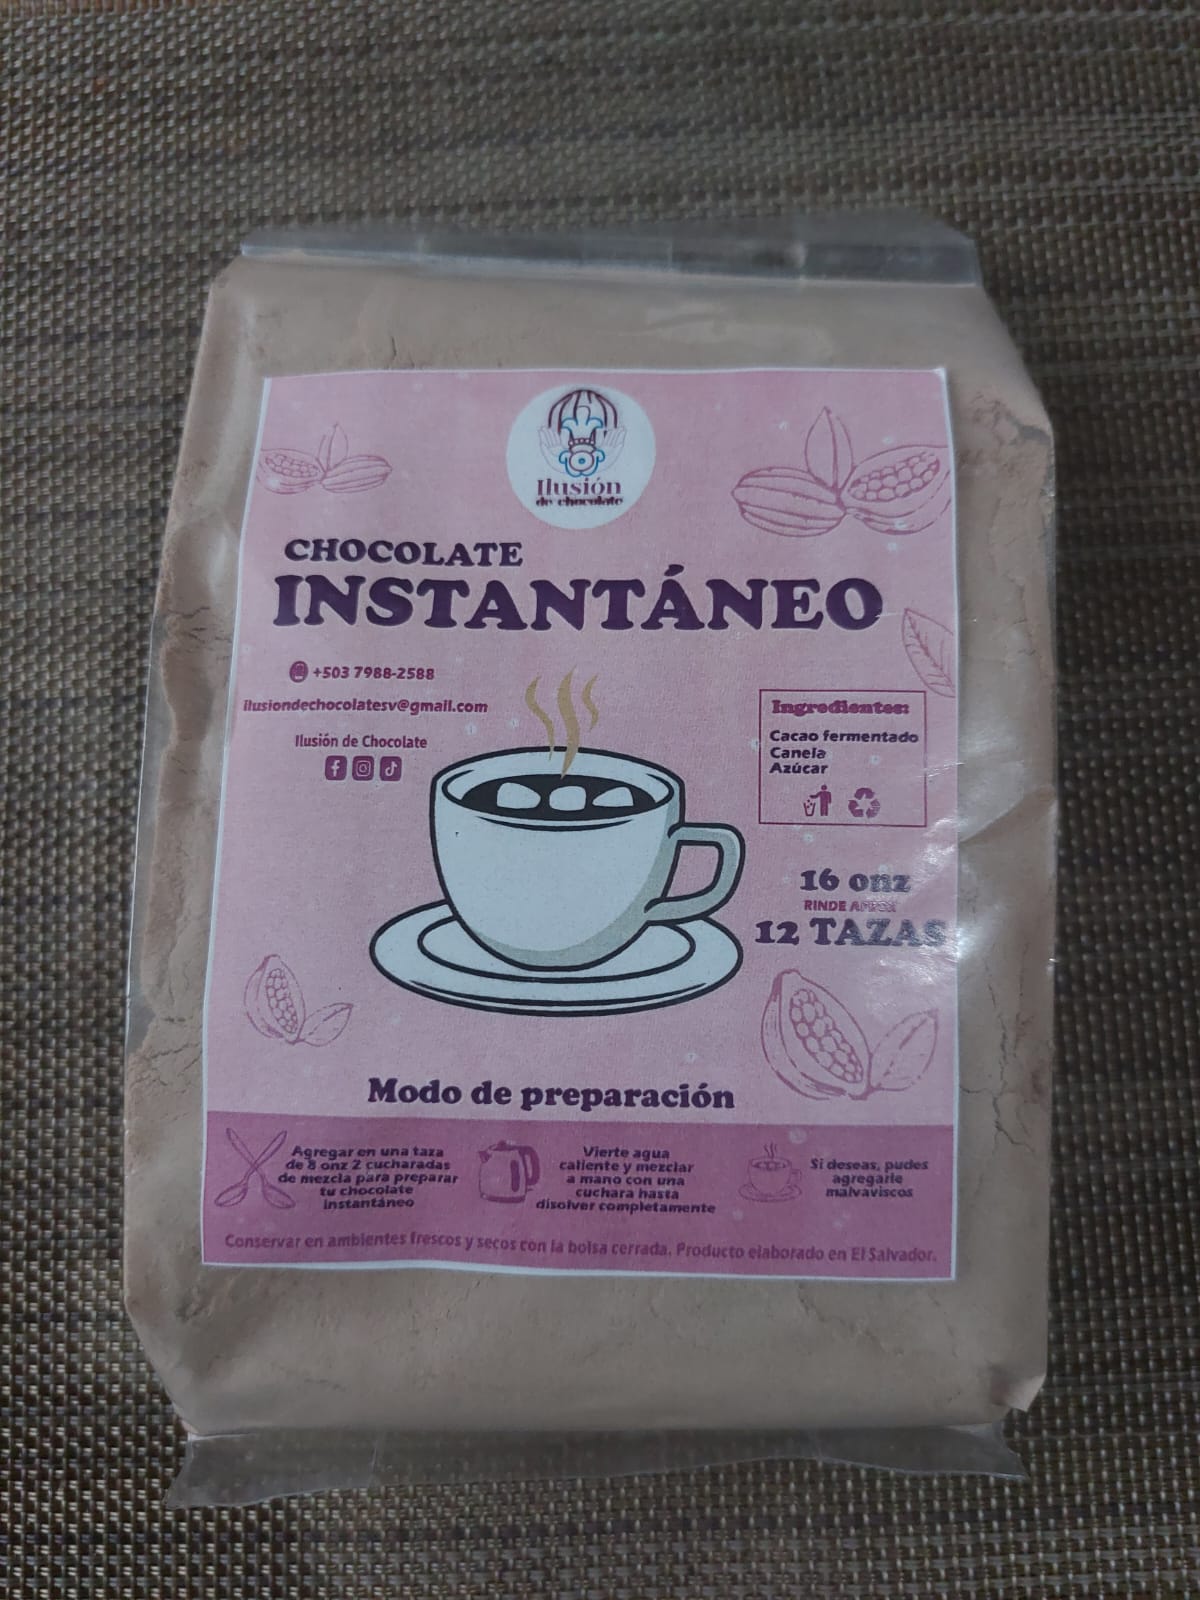 Ilusión
de chocolate
CHOCOLATE
INSTANTÁNEO
+503 7988-2588
ilusiondechocolatesv@gmail.com
Ilusión de Chocolate
Ingredientes:
Cacao fermentado
Canela
Azúcar
16 onz
RINDE APROX
12 TAZAS
Modo de preparación
Agregar en una taza
de 8 onz 2 cucharadas
de mezcla para preparar
tu chocolate
instantáneo
Vierte agua
caliente y mezclar
a mano con una
cuchara hasta
disolver completamente
Si deseas, pudes
agregarle
malvaviscos
Conservar en ambientes frescos y secos con la bolsa cerrada. Producto elaborado en El Salvador.